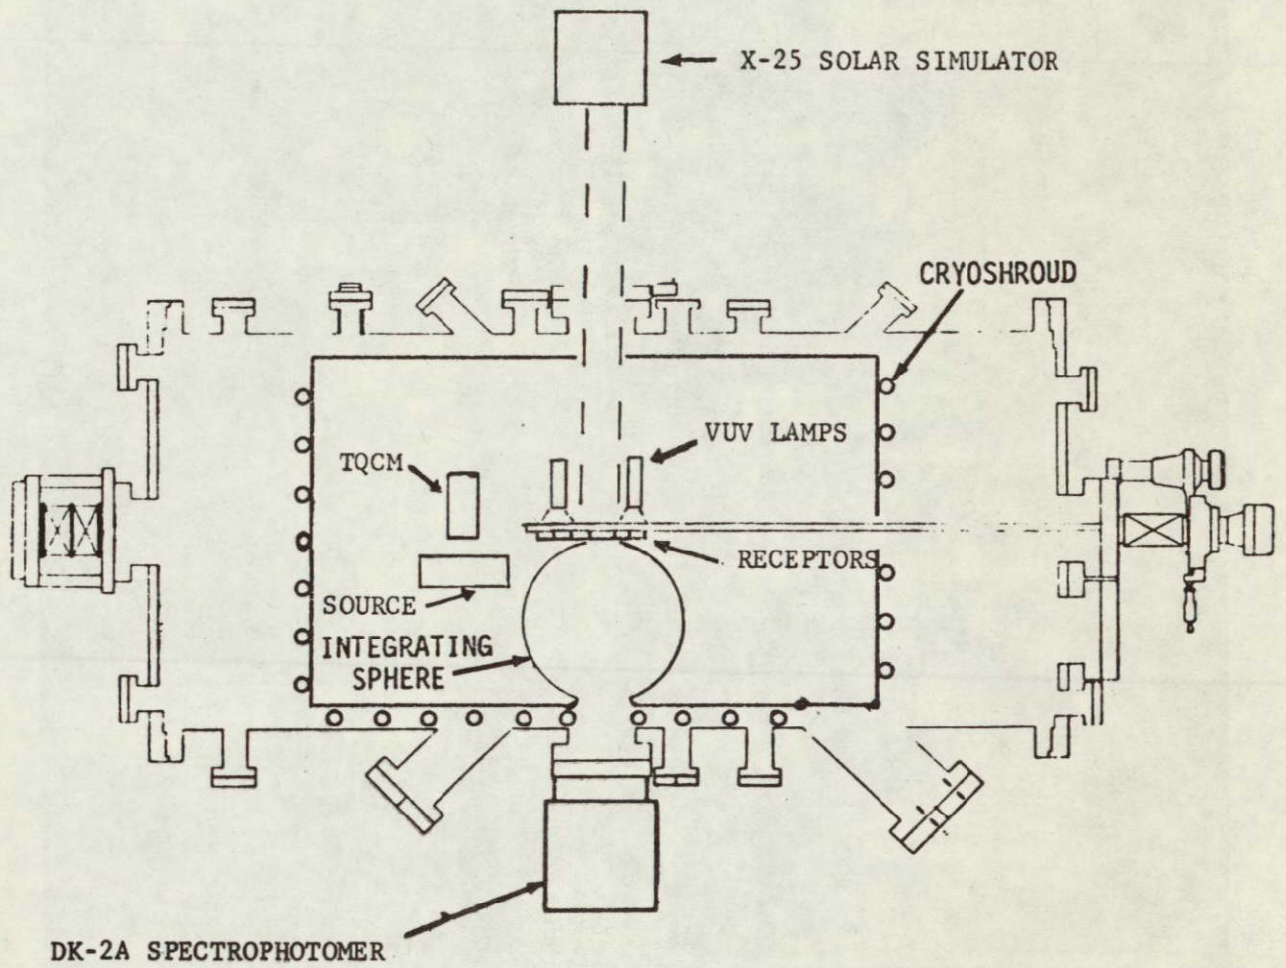 X-25 SOLAR SIMULATOR
CRYOSHROUD
VUV LAMPS
TQCM
RECEPTORS
SOURCE
INTEGRATING
SPHERE
DK-2A SPECTROPHOTOMER